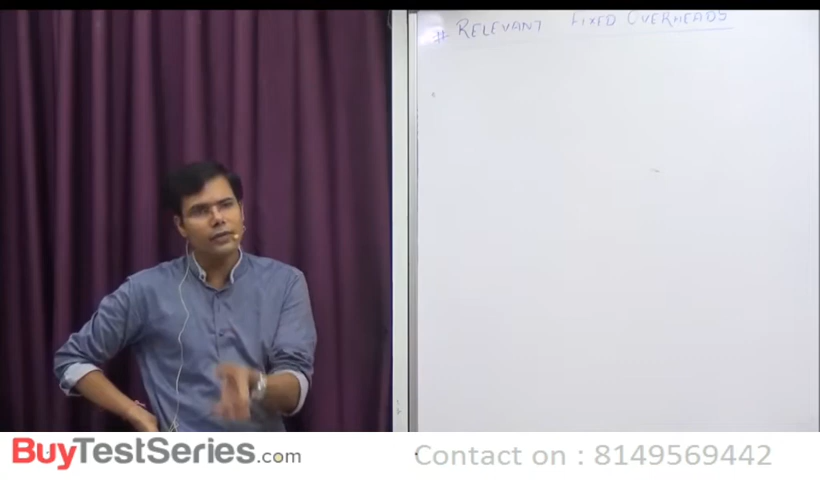 # RELEVANT FIXED OVERHEADS
BuyTestSeries.com
Contact on : 8149569442